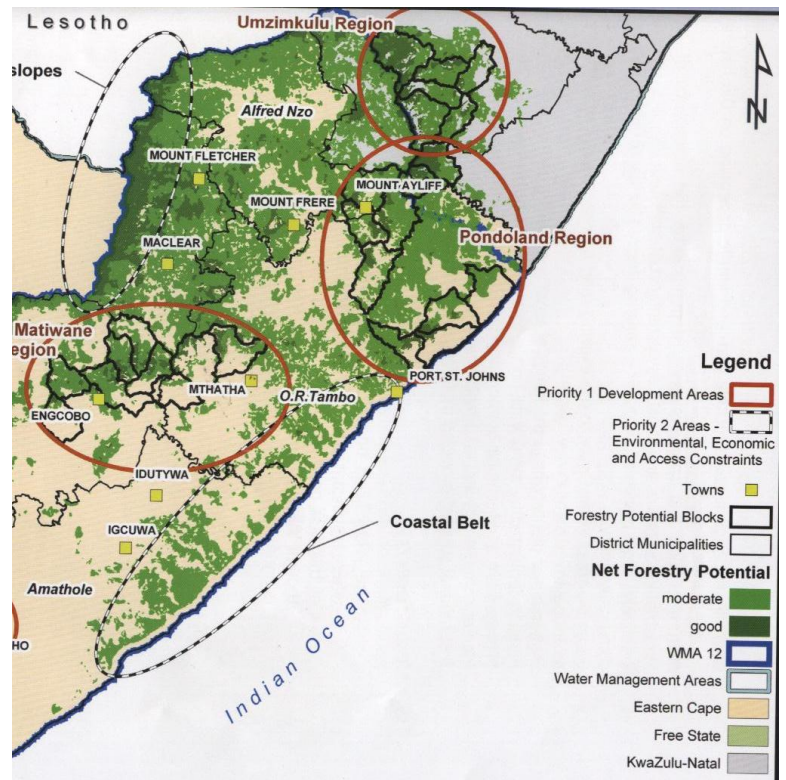 Lesotho
Umzimkulu Region
slopes
Alfred Nzo
N
MOUNT FLETCHER
MOUNT AYLIFF
MOUNT FRERE
MACLEAR
Pondoland Region
Matiwane
egion
MTHATHA
PORT ST. JOHNS
O.R.Tambo
ENGCOBO
IDUTYWA
IGCUWA
Coastal Belt
Amathole
HO
Indian Ocean
Legend
Priority 1 Development Areas
Priority 2 Areas -
Environmental, Economic
and Access Constraints
Towns
Forestry Potential Blocks
District Municipalities
Net Forestry Potential
moderate
good
WMA 12
Water Management Areas
Eastern Cape
Free State
KwaZulu-Natal